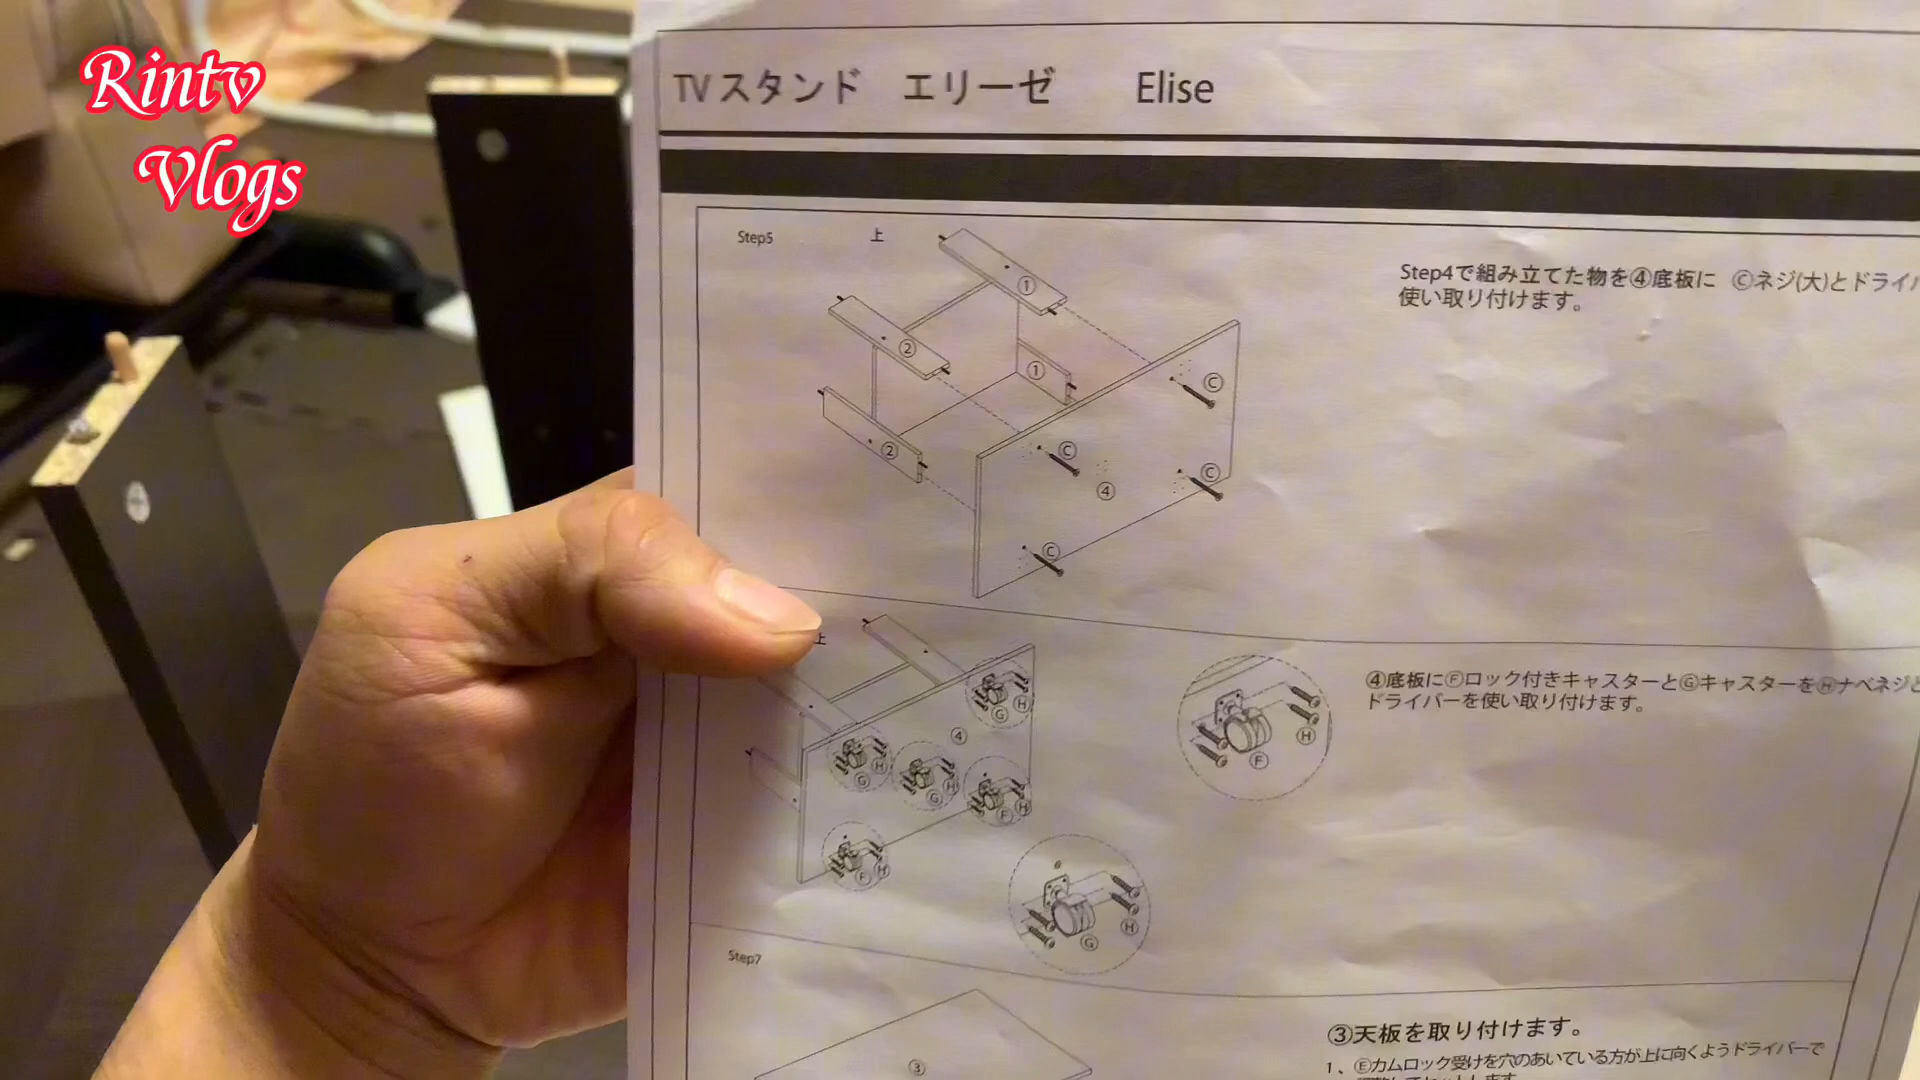 Rintv
Vlogs
TVスタンド エリーゼ Elise
Step5
上
①
②
①
②
④
Ⓒ
Ⓒ
Ⓒ
Ⓒ
Step4で組み立てた物を④底板に Ⓒネジ(大)とドライバ
使い取り付けます。
上
④
Ⓖ Ⓗ
Ⓖ Ⓗ
Ⓖ Ⓗ
Ⓕ Ⓗ
Ⓕ Ⓗ
Ⓕ Ⓗ
Ⓖ Ⓗ
④底板にⒻロック付きキャスターとⒼキャスターをⒽナベネジと
ドライバーを使い取り付けます。
Step7
③
③天板を取り付けます。
1、Ⓔカムロック受けを穴のあいている方が上に向くようドライバーで